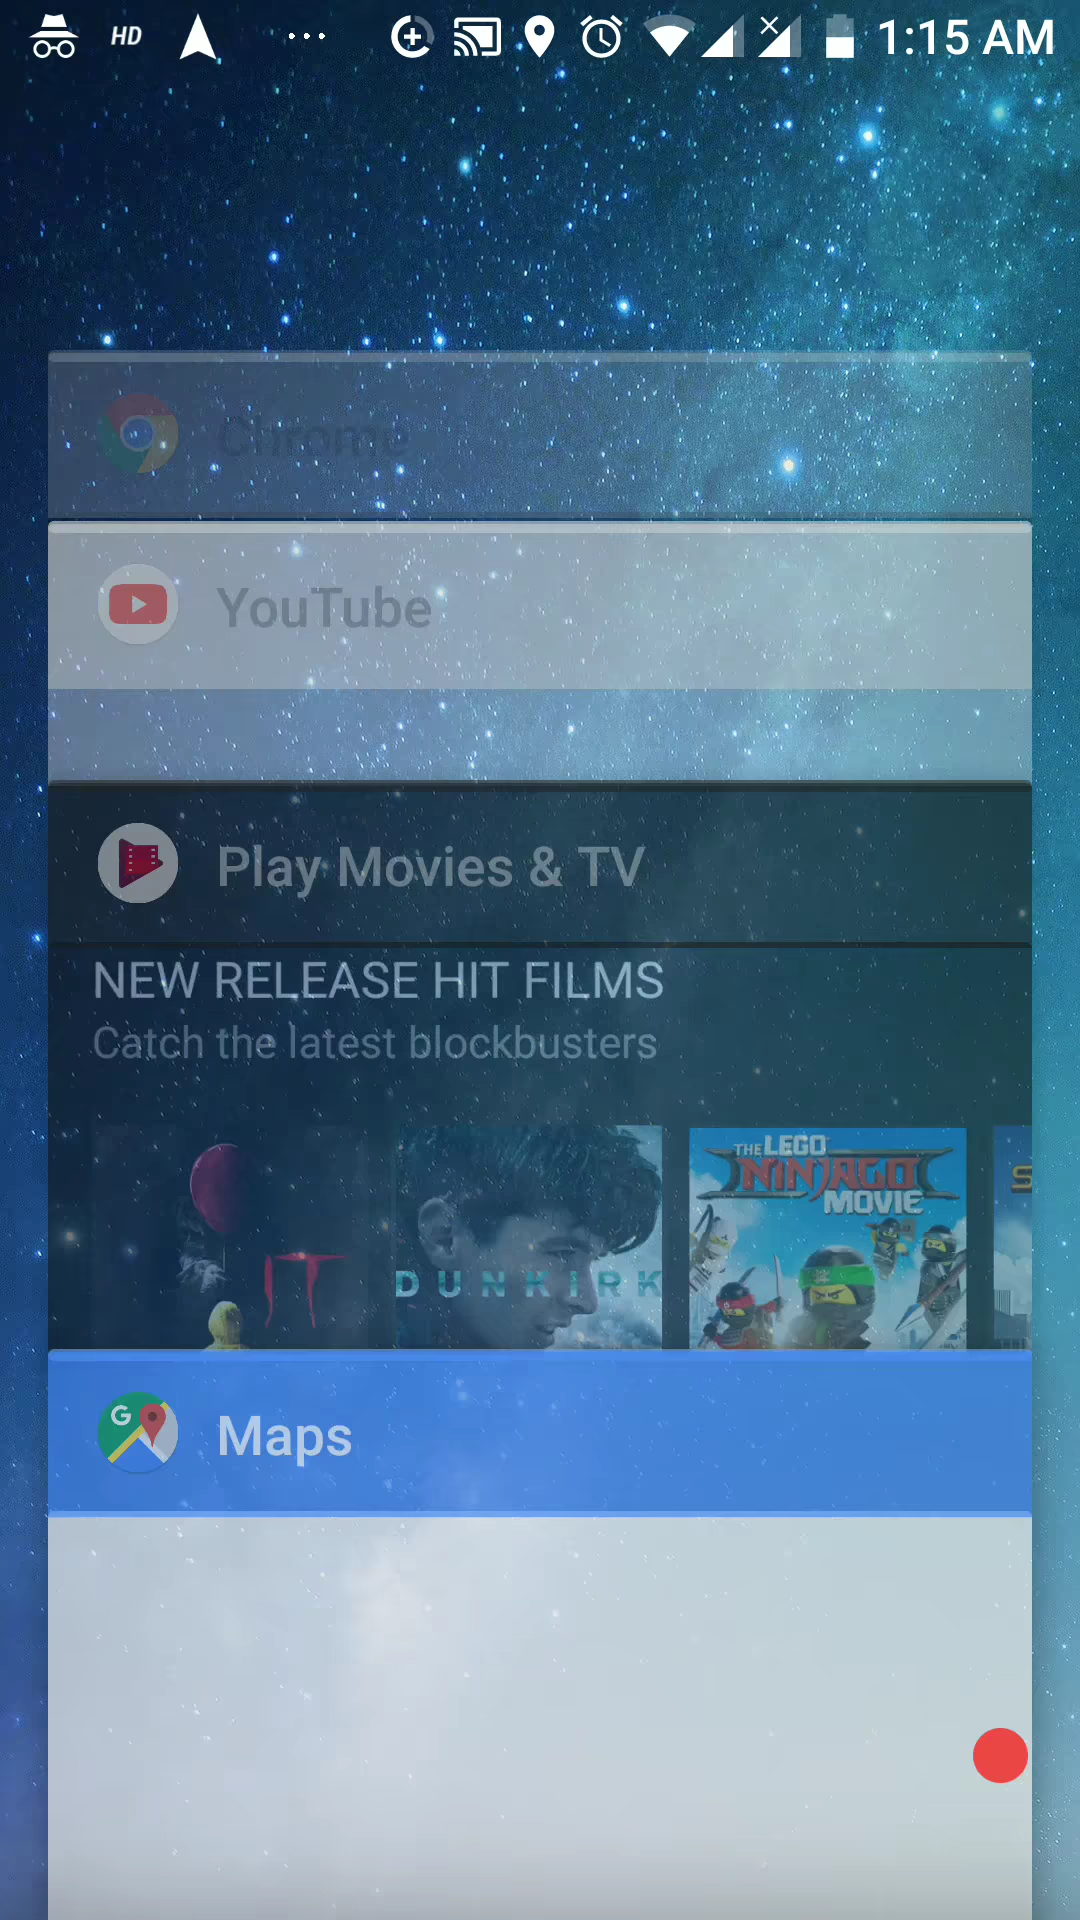 HD
1:15 AM
Chrome
YouTube
Play Movies & TV
NEW RELEASE HIT FILMS
Catch the latest blockbusters
IT
DUNKIRK
THE LEGO
NINJAGO
MOVIE
S
G
Maps